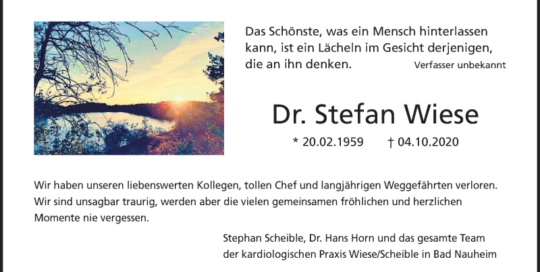 Das Schönste, was ein Mensch hinterlassen
kann, ist ein Lächeln im Gesicht derjenigen,
die an ihn denken. Verfasser unbekannt
Dr. Stefan Wiese
* 20.02.1959 † 04.10.2020
Wir haben unseren liebenswerten Kollegen, tollen Chef und langjährigen Weggefährten verloren.
Wir sind unsagbar traurig, werden aber die vielen gemeinsamen fröhlichen und herzlichen
Momente nie vergessen.
Stephan Scheible, Dr. Hans Horn und das gesamte Team
der kardiologischen Praxis Wiese/Scheible in Bad Nauheim